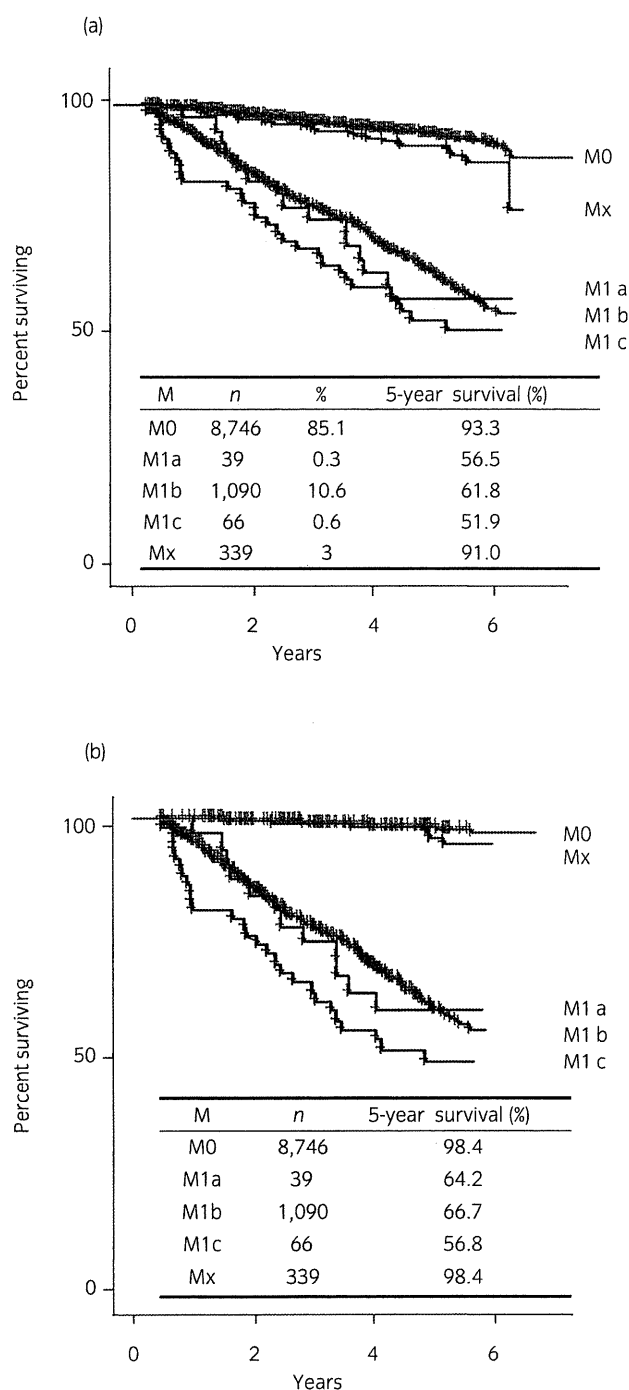 (a)
100
M0
Mx
M1 a
M1 b
50
M1 c
Percent surviving
M n % 5-year survival (%)
M0 8,746 85.1 93.3
M1a 39 0.3 56.5
M1b 1,090 10.6 61.8
M1c 66 0.6 51.9
Mx 339 3 91.0
0
0 2 4 6
Years
(b)
100
M0
Mx
M1 a
M1 b
50
M1 c
Percent surviving
M n 5-year survival (%)
M0 8,746 98.4
M1a 39 64.2
M1b 1,090 66.7
M1c 66 56.8
Mx 339 98.4
0
0 2 4 6
Years